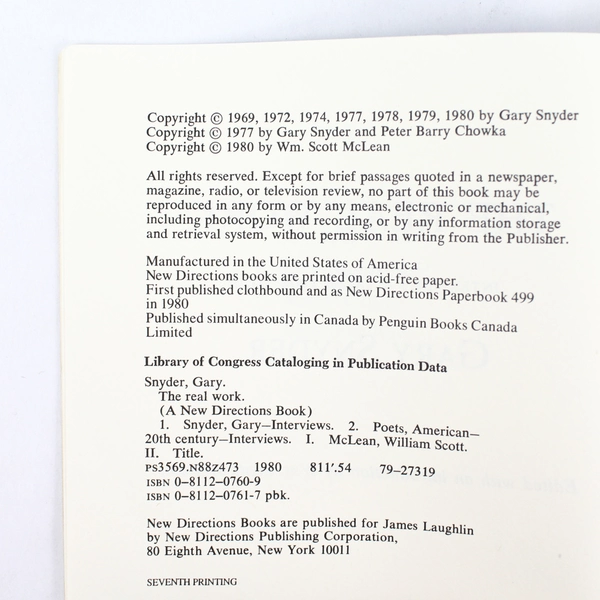 Copyright © 1969, 1972, 1974, 1977, 1978, 1979, 1980 by Gary Snyder
Copyright © 1977 by Gary Snyder and Peter Barry Chowka
Copyright © 1980 by Wm. Scott McLean
All rights reserved. Except for brief passages quoted in a newspaper,
magazine, radio, or television review, no part of this book may be
reproduced in any form or by any means, electronic or mechanical,
including photocopying and recording, or by any information storage
and retrieval system, without permission in writing from the Publisher.
Manufactured in the United States of America
New Directions books are printed on acid-free paper.
First published clothbound and as New Directions Paperbook 499
in 1980
Published simultaneously in Canada by Penguin Books Canada
Limited
Library of Congress Cataloging in Publication Data
Snyder, Gary.
The real work.
(A New Directions Book)
1. Snyder, Gary—Interviews. 2. Poets, American—
20th century—Interviews. I. McLean, William Scott.
II. Title.
PS3569.N88Z473 1980 811'.54 79-27319
ISBN 0-8112-0760-9
ISBN 0-8112-0761-7 pbk.
New Directions Books are published for James Laughlin
by New Directions Publishing Corporation,
80 Eighth Avenue, New York 10011
SEVENTH PRINTING